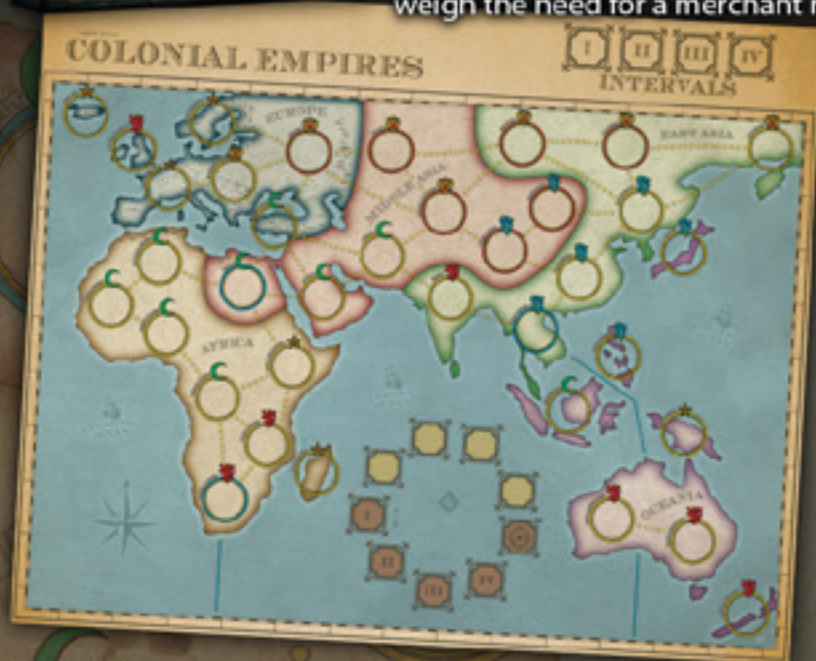 weigh the need for a merchant
COLONIAL EMPIRES
I II III IV
INTERVALS
EUROPE
EAST ASIA
MIDDLE ASIA
AFRICA
OCEANIA
I
II
III
IV